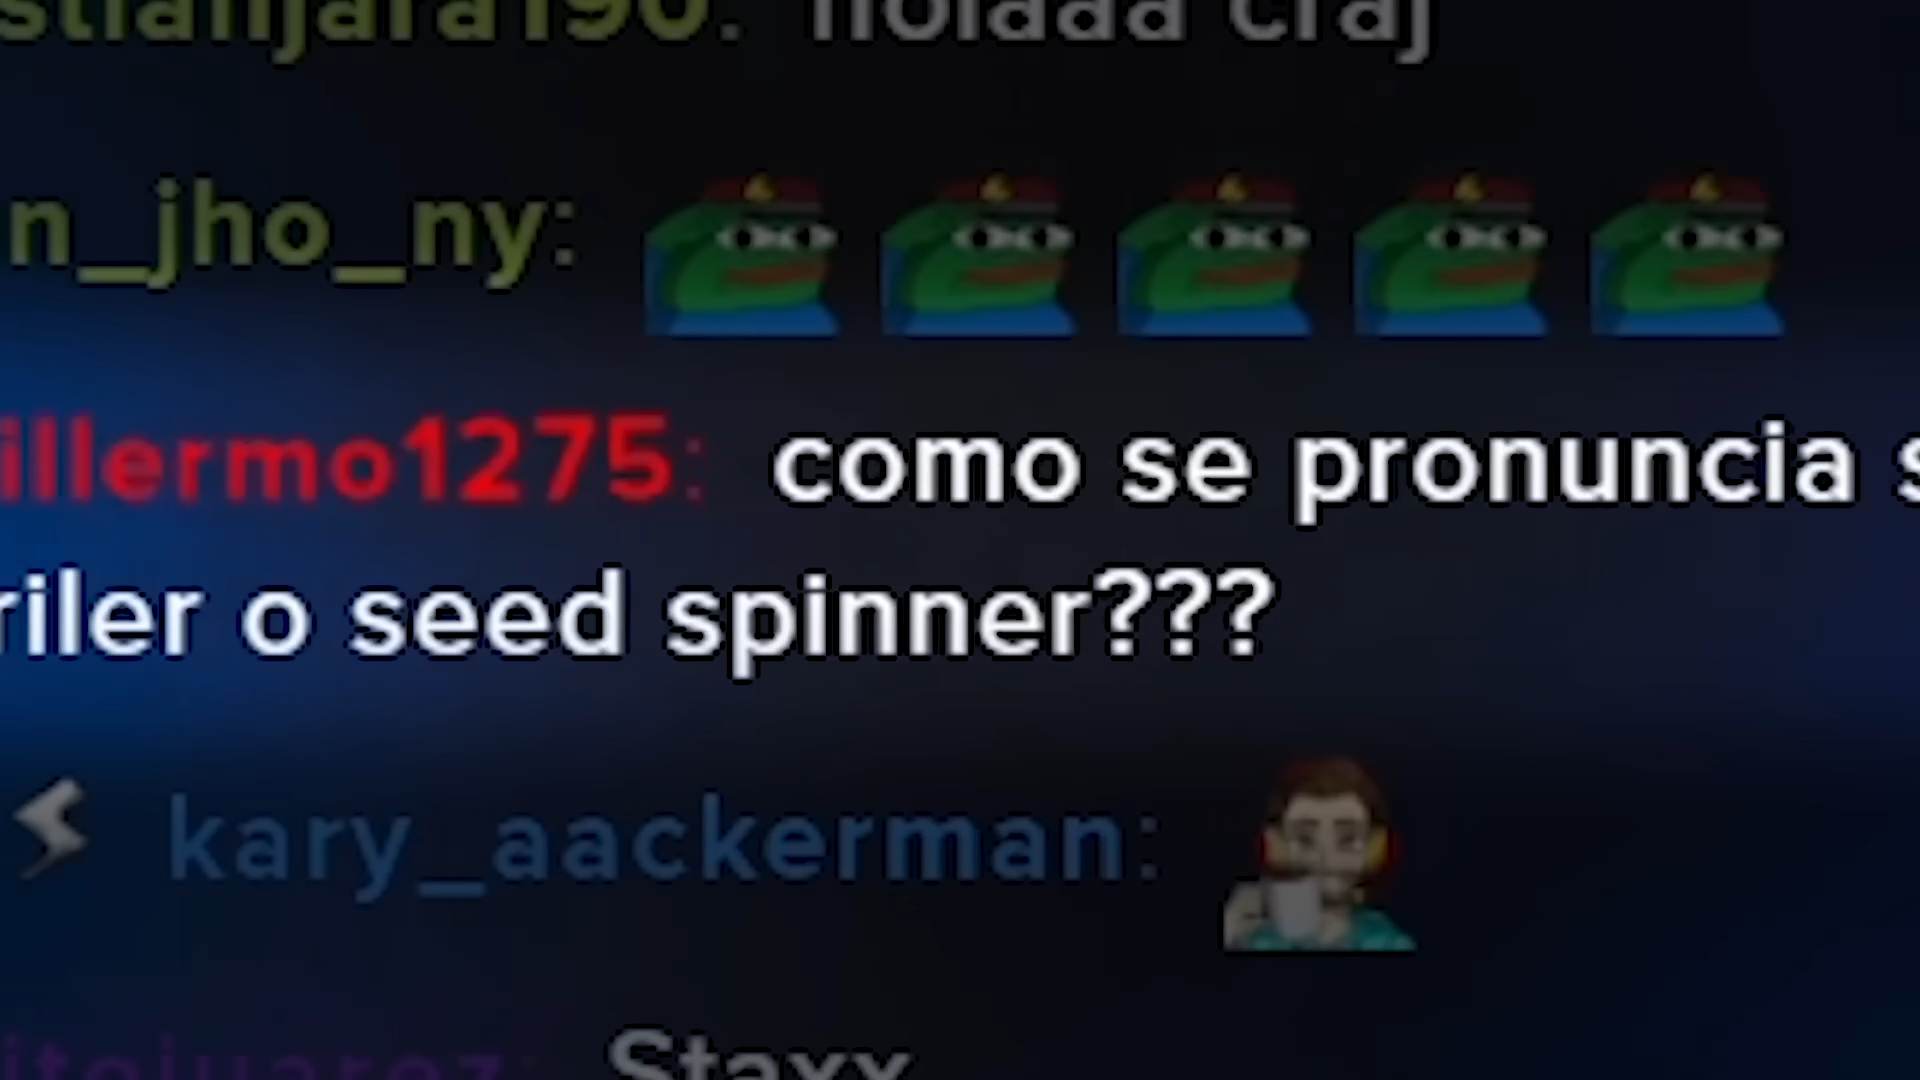 n_jho_ny:
illermo1275: como se pronuncia s
riler o seed spinner???
kary_aackerman:
Staxx